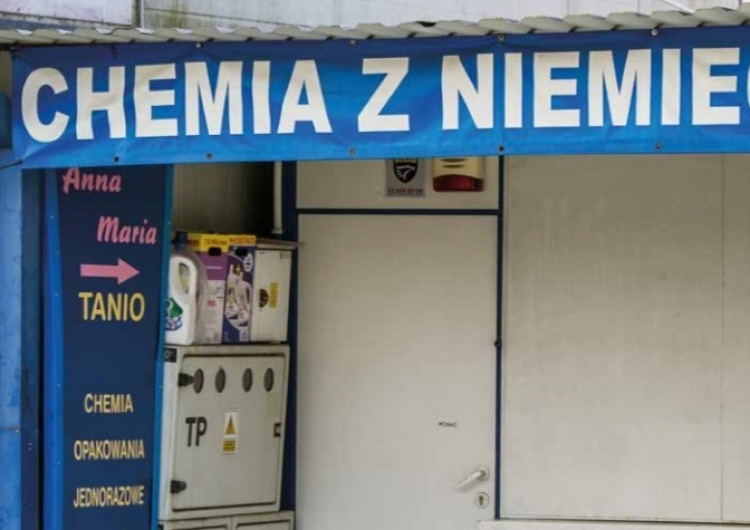 CHEMIA Z NIEMIEC
Anna
Maria
TANIO
CHEMIA
OPAKOWANIA
JEDNORAZOWE
TP